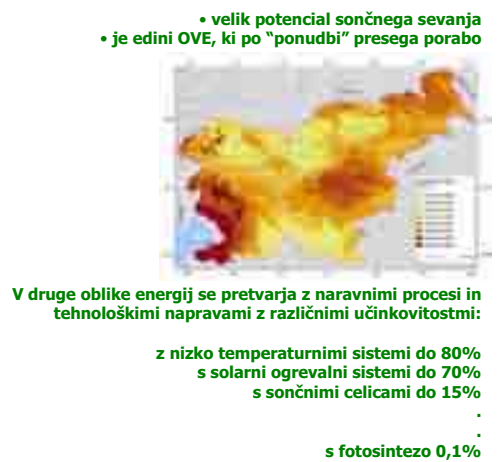 • velik potencial sončnega sevanja
• je edini OVE, ki po “ponudbi” presega porabo
V druge oblike energij se pretvarja z naravnimi procesi in
tehnološkimi napravami z različnimi učinkovitostmi:
z nizko temperaturnimi sistemi do 80%
s solarni ogrevalni sistemi do 70%
s sončnimi celicami do 15%
.
.
s fotosintezo 0,1%